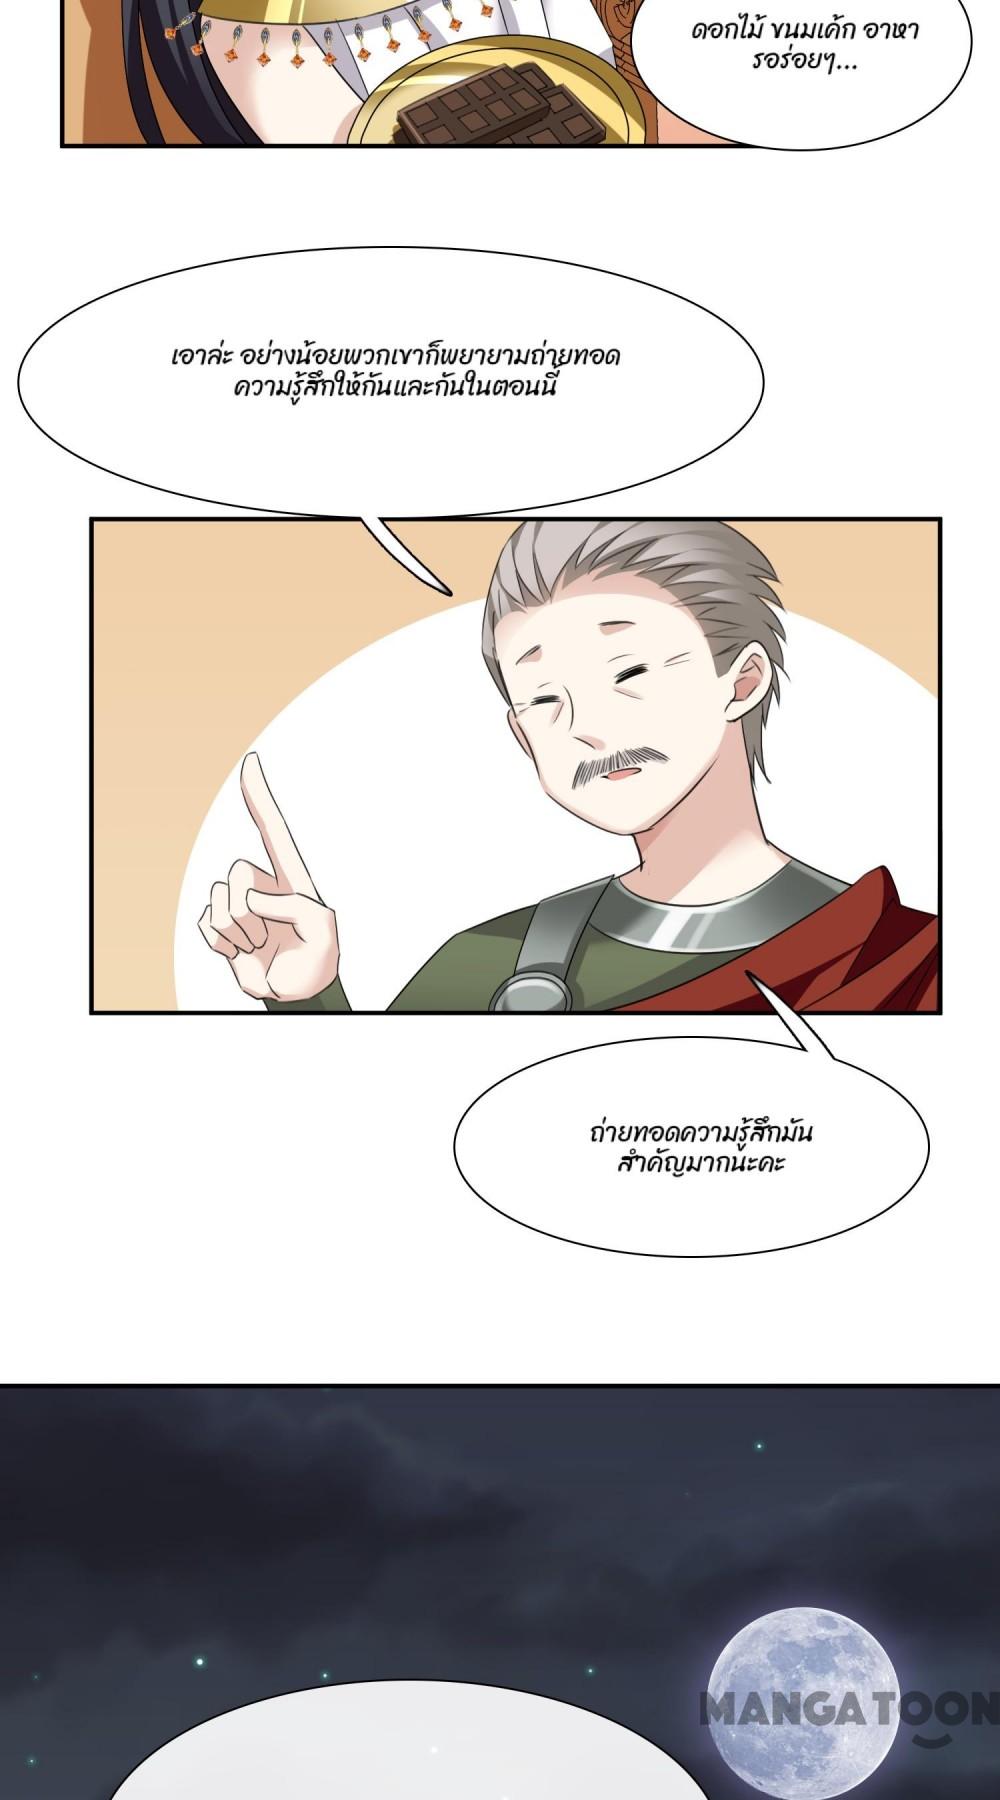 ดอกไม้ ขนมเค้ก อาหา
รอร่อยๆ...
เอาล่ะ อย่างน้อยพวกเขาก็พยายามถ่ายทอด
ความรู้สึกให้กันและกันในตอนนี้
ถ่ายทอดความรู้สึกมัน
สำคัญมากนะคะ
MANGATOON